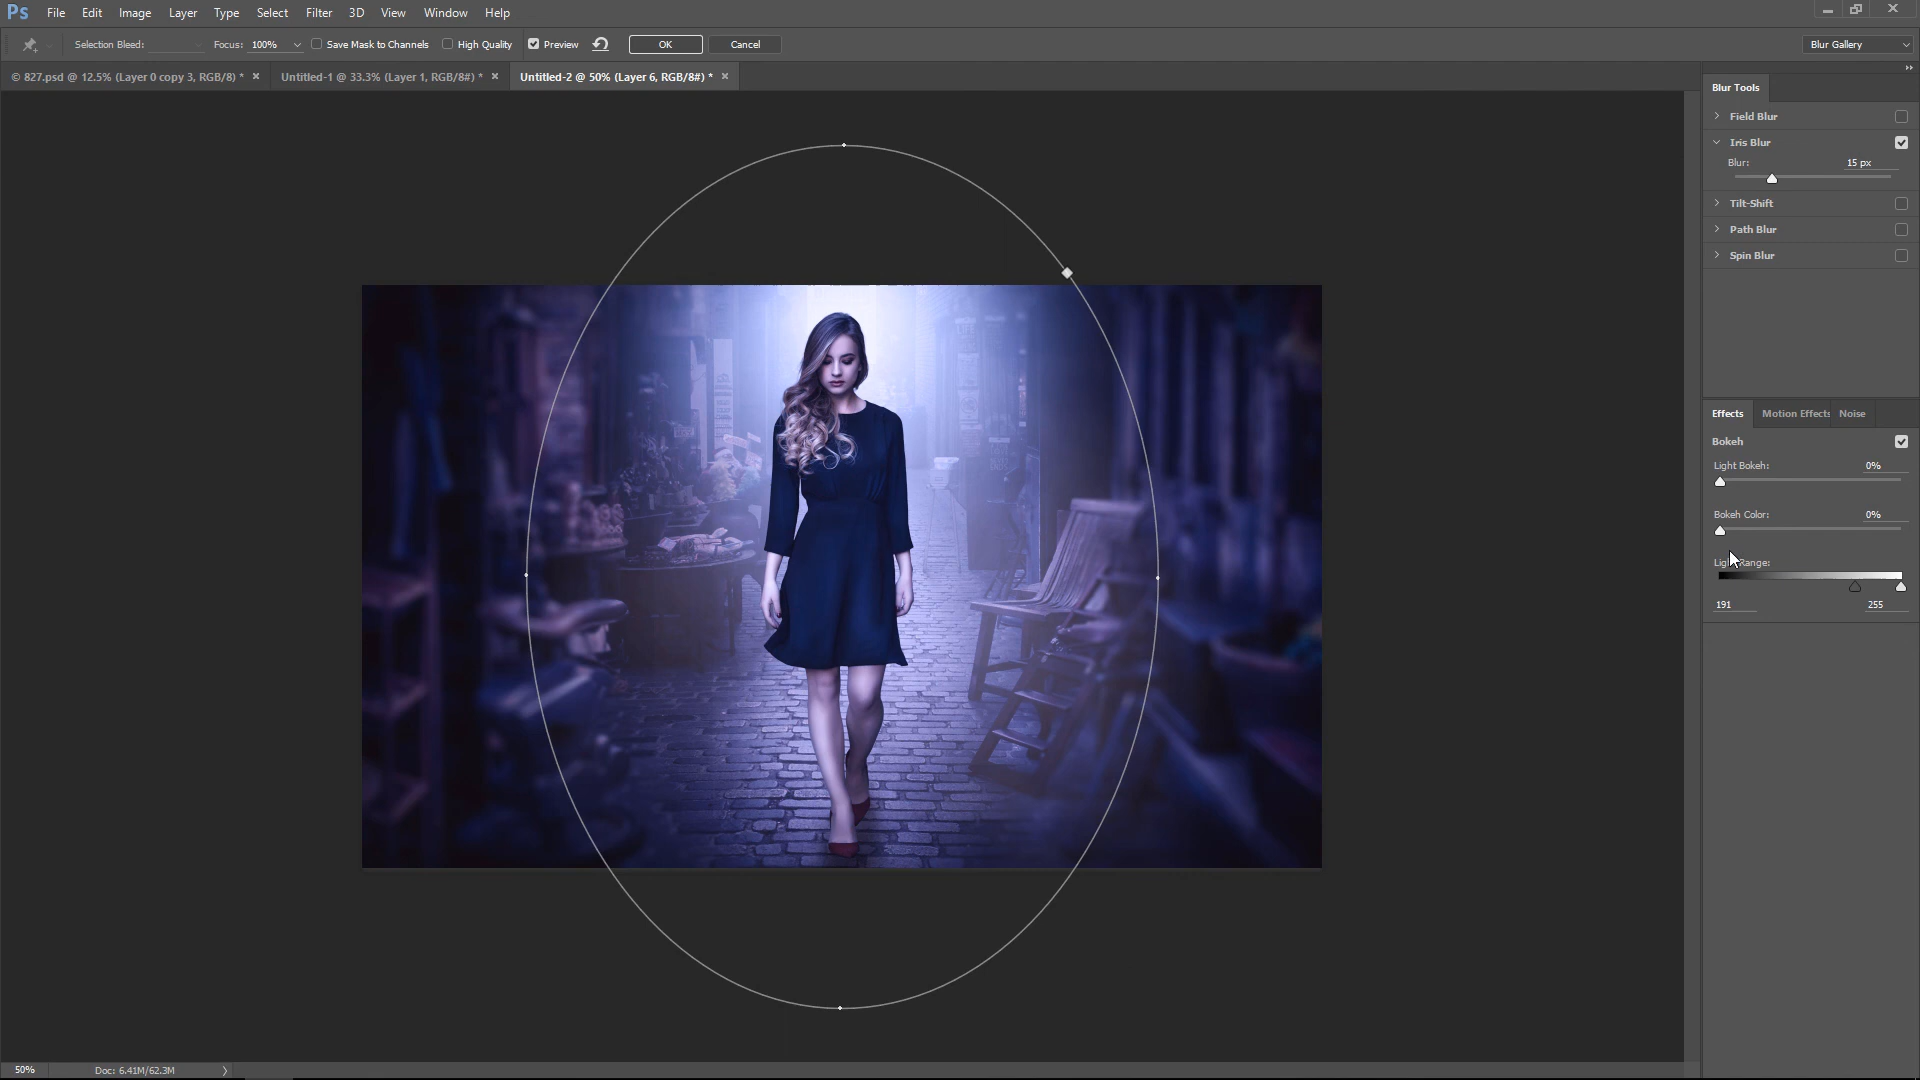 Ps File Edit Image Layer Type Select Filter 3D View Window Help
Selection Bleed: Focus: 100% Save Mask to Channels High Quality Preview OK Cancel Blur Gallery
© 827.psd @ 12.5% (Layer 0 copy 3, RGB/8) * × Untitled-1 @ 33.3% (Layer 1, RGB/8#) * × Untitled-2 @ 50% (Layer 6, RGB/8#) * ×
Blur Tools
Field Blur
Iris Blur
Blur: 15 px
Tilt-Shift
Path Blur
Spin Blur
Effects Motion Effects Noise
Bokeh
Light Bokeh: 0%
Bokeh Color: 0%
Light Range:
191 255
50% Doc: 6.41M/62.3M